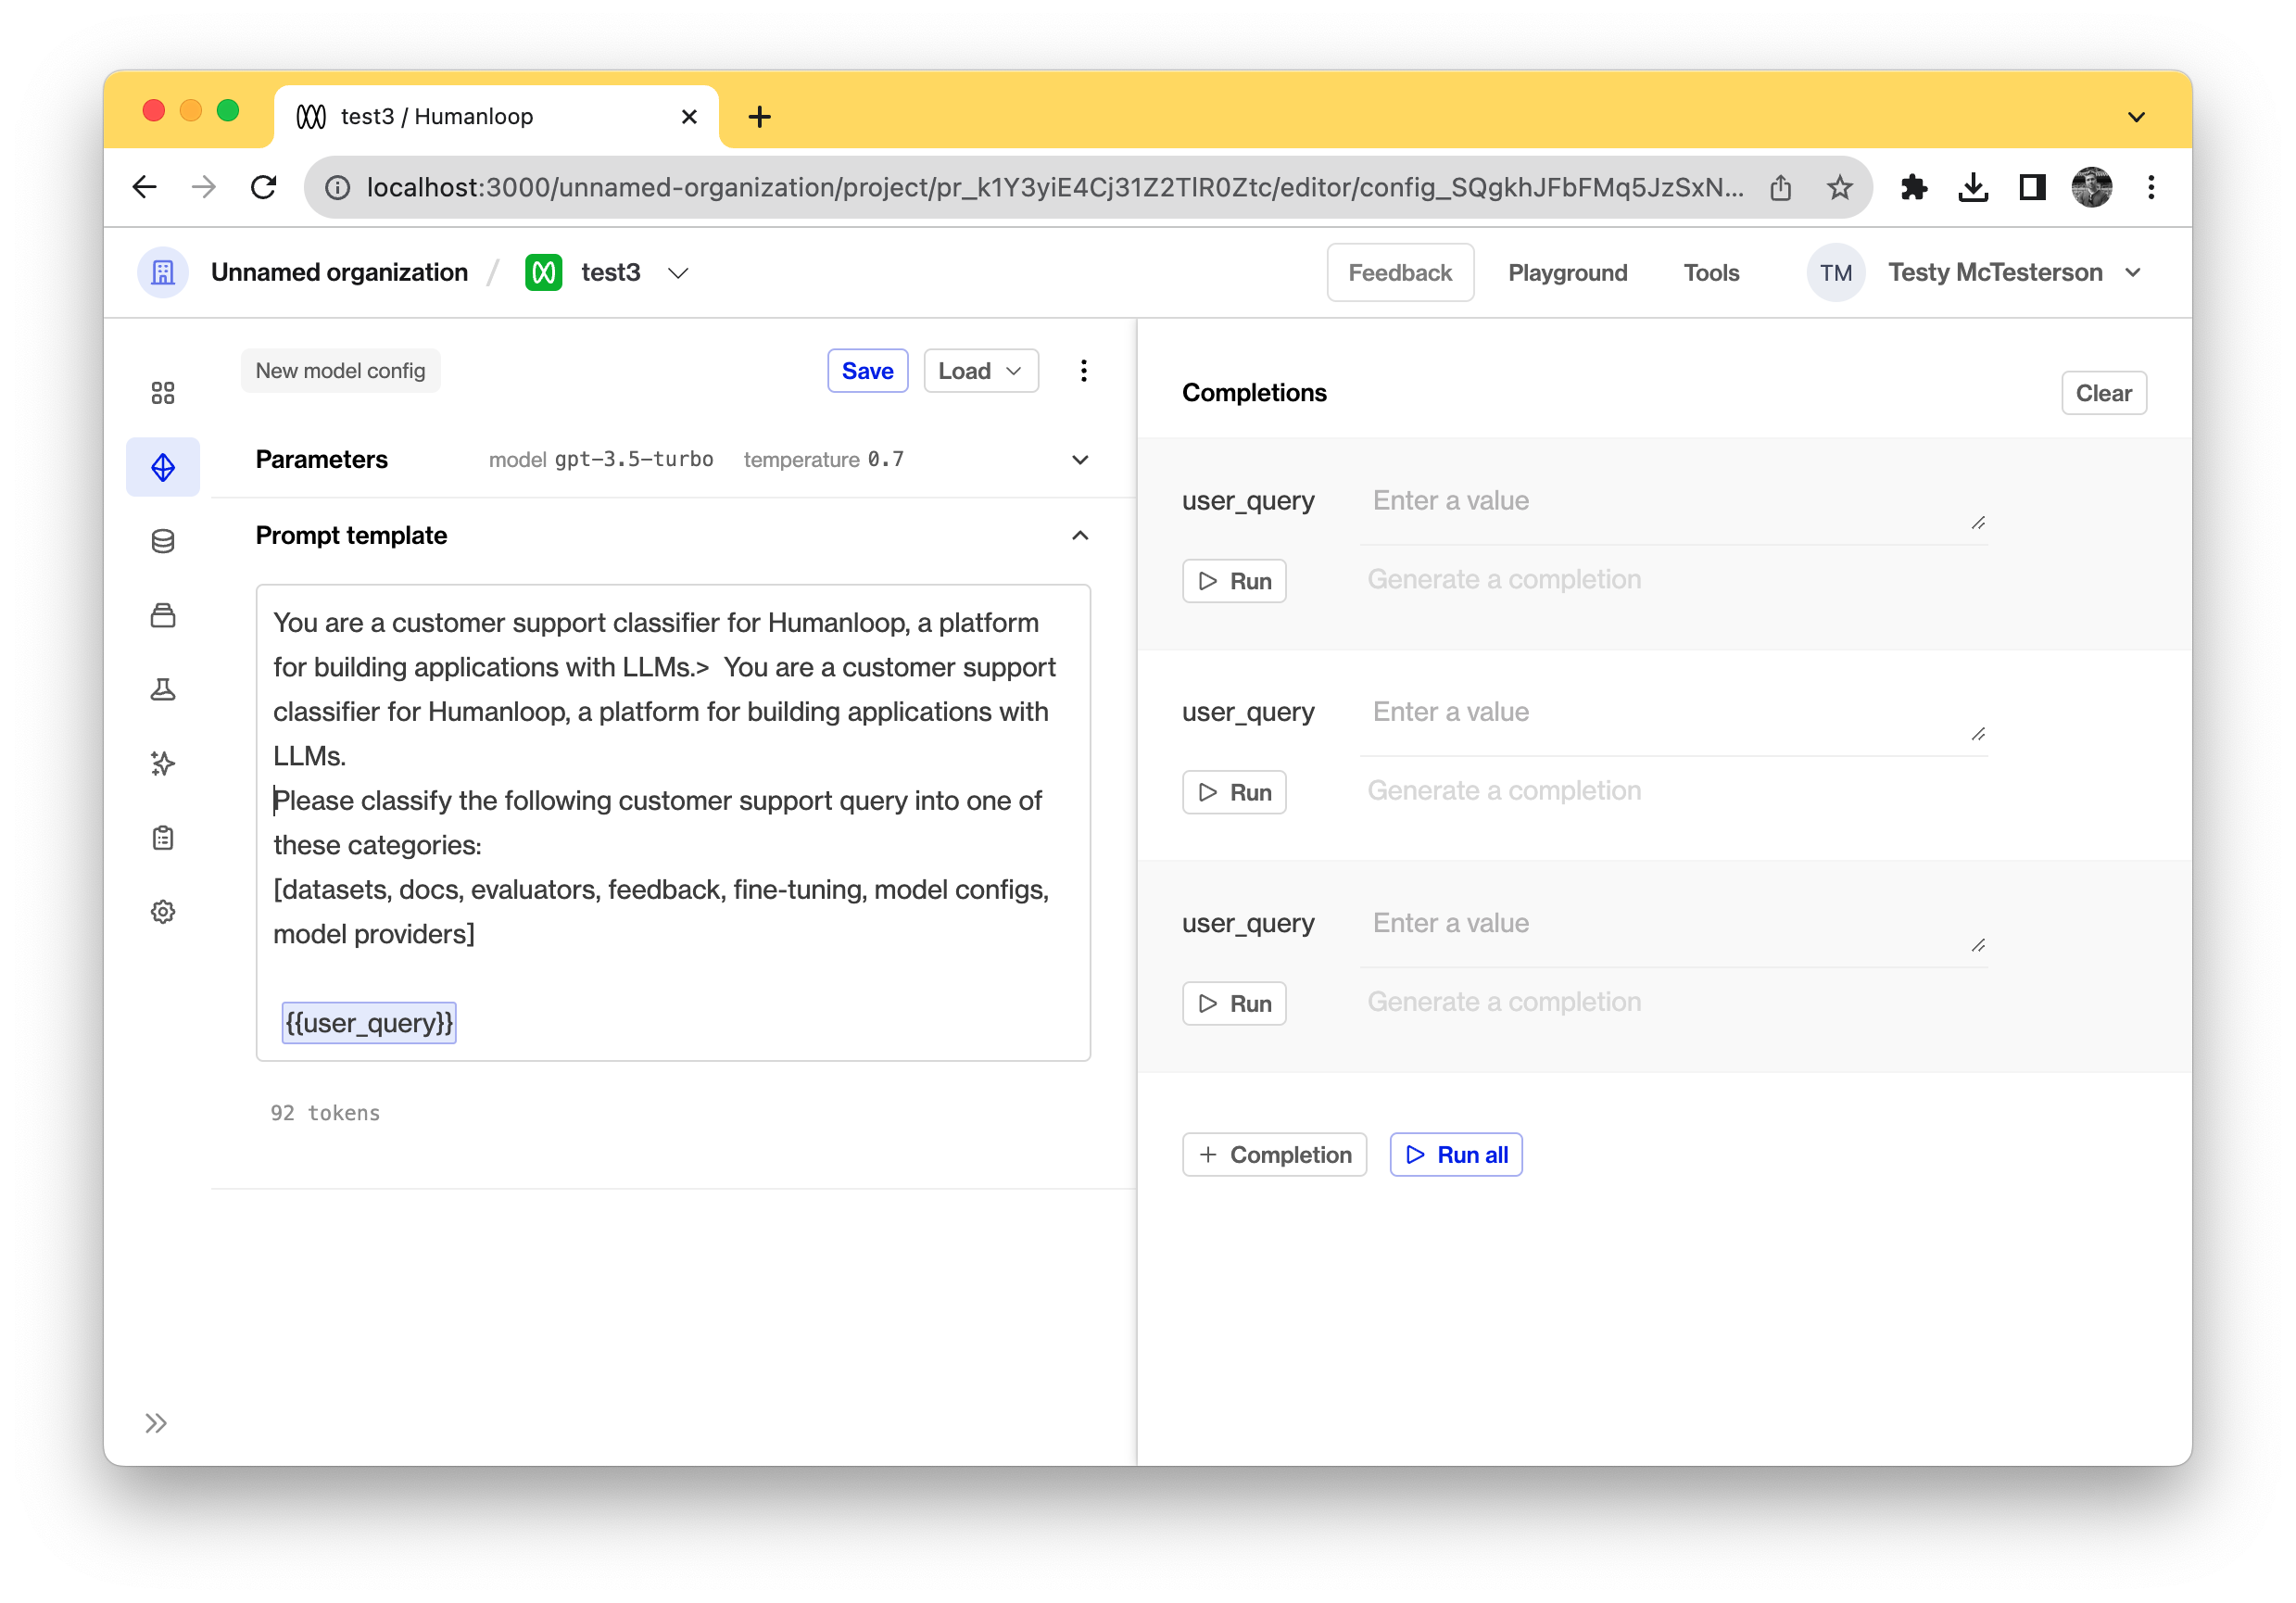 test3 / Humanloop
localhost:3000/unnamed-organization/project/pr_k1Y3yiE4Cj31Z2TlR0Ztc/editor/config_SQgkhJFbFMq5JzSxN...
Unnamed organization / test3
Feedback Playground Tools TM Testy McTesterson
New model config Save Load
Parameters model gpt-3.5-turbo temperature 0.7
Prompt template
You are a customer support classifier for Humanloop, a platform
for building applications with LLMs.>  You are a customer support
classifier for Humanloop, a platform for building applications with
LLMs.
Please classify the following customer support query into one of
these categories:
[datasets, docs, evaluators, feedback, fine-tuning, model configs,
model providers]
{{user_query}}
92 tokens
Completions Clear
user_query Enter a value
Run Generate a completion
user_query Enter a value
Run Generate a completion
user_query Enter a value
Run Generate a completion
+ Completion Run all